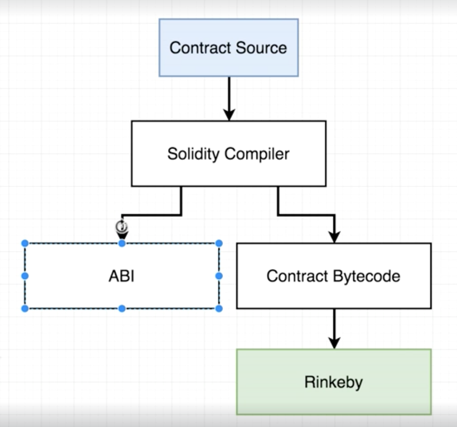 Contract Source
Solidity Compiler
ABI
Contract Bytecode
Rinkeby